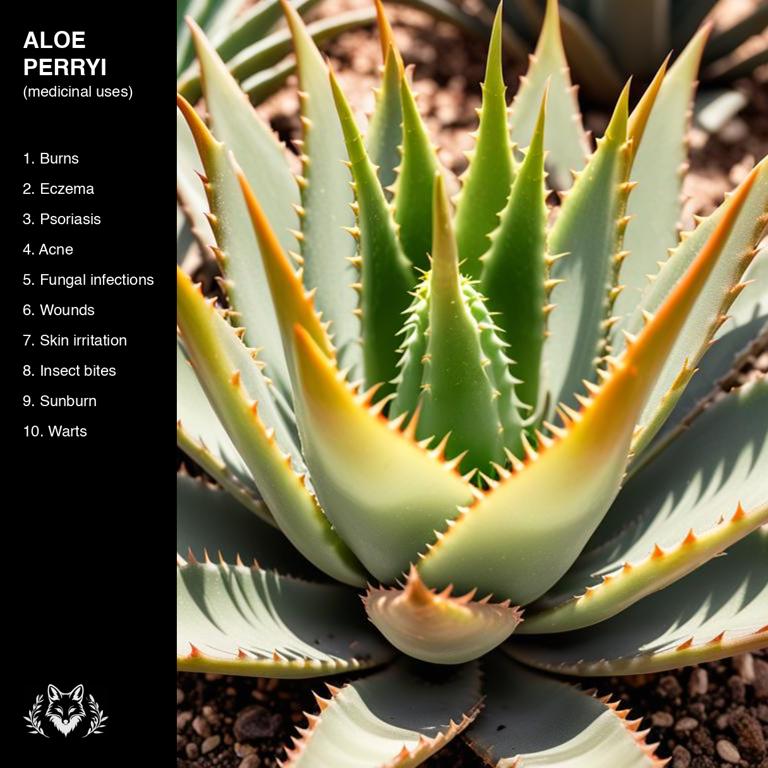 ALOE
PERRYI
(medicinal uses)
1. Burns
2. Eczema
3. Psoriasis
4. Acne
5. Fungal infections
6. Wounds
7. Skin irritation
8. Insect bites
9. Sunburn
10. Warts